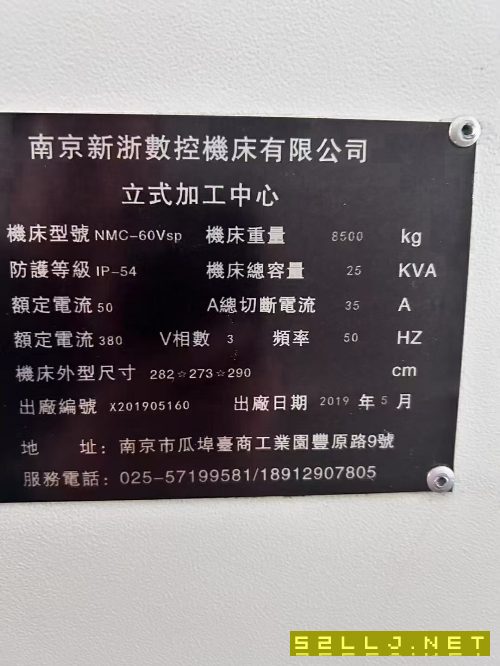 南京新浙數控機床有限公司
立式加工中心
機床型號 NMC-60Vsp 機床重量 8500 kg
防護等級 IP-54 機床總容量 25 KVA
額定電流 50 A總切斷電流 35 A
額定電流 380 V相數 3 頻率 50 HZ
機床外型尺寸 282☆273☆290 cm
出廠編號 X201905160 出廠日期 2019 年 5 月
地 址: 南京市瓜埠臺商工業園豐原路9號
服務電話: 025-57199581/18912907805
52LLJ.NET